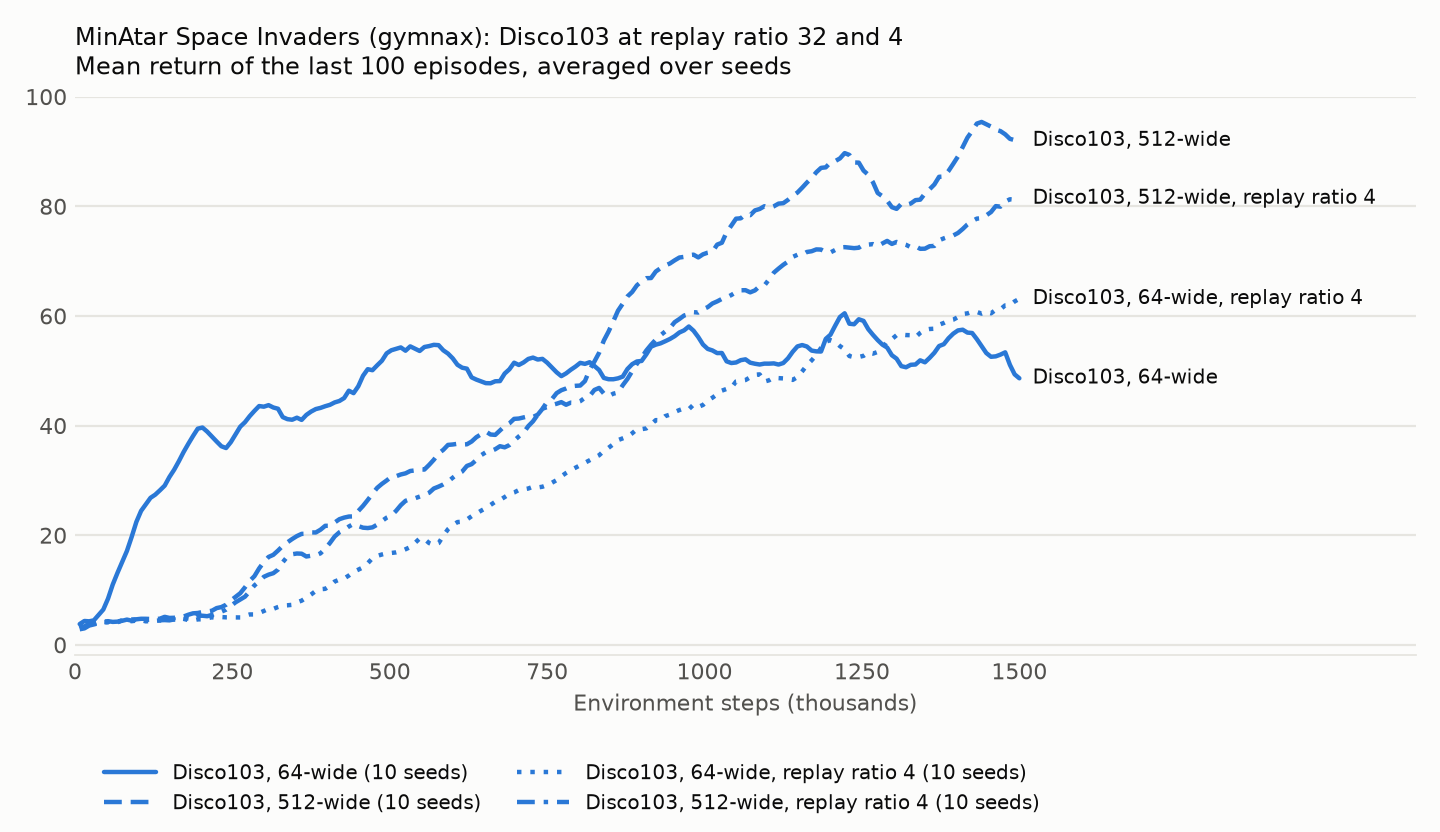 MinAtar Space Invaders (gymnax): Disco103 at replay ratio 32 and 4
Mean return of the last 100 episodes, averaged over seeds
100
80
60
40
20
0
Disco103, 512-wide
Disco103, 512-wide, replay ratio 4
Disco103, 64-wide, replay ratio 4
Disco103, 64-wide
0 250 500 750 1000 1250 1500
Environment steps (thousands)
Disco103, 64-wide (10 seeds)
Disco103, 512-wide (10 seeds)
Disco103, 64-wide, replay ratio 4 (10 seeds)
Disco103, 512-wide, replay ratio 4 (10 seeds)